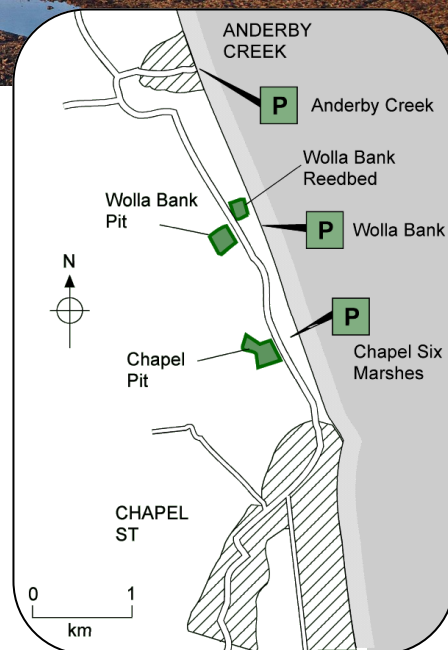 ANDERBY
CREEK
P Anderby Creek
Wolla Bank
Reedbed
Wolla Bank
Pit
P Wolla Bank
N
P
Chapel Six
Marshes
Chapel
Pit
CHAPEL
ST
0 1
km